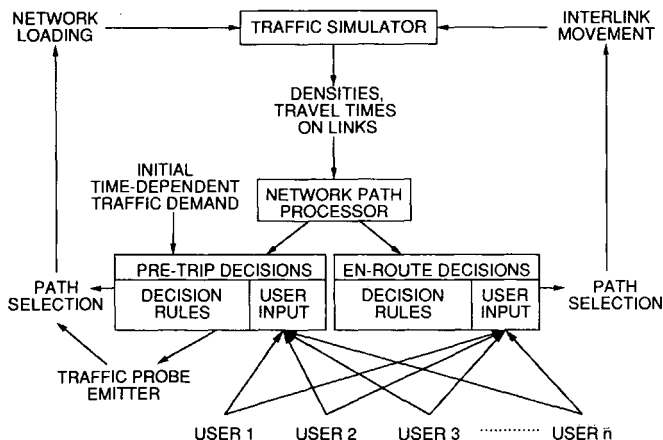 NETWORK
LOADING
TRAFFIC SIMULATOR
INTERLINK
MOVEMENT
DENSITIES,
TRAVEL TIMES
ON LINKS
INITIAL
TIME-DEPENDENT
TRAFFIC DEMAND
NETWORK PATH
PROCESSOR
PRE-TRIP DECISIONS
DECISION
RULES
USER
INPUT
EN-ROUTE DECISIONS
DECISION
RULES
USER
INPUT
PATH
SELECTION
PATH
SELECTION
TRAFFIC PROBE
EMITTER
USER 1 USER 2 USER 3 ........... USER n